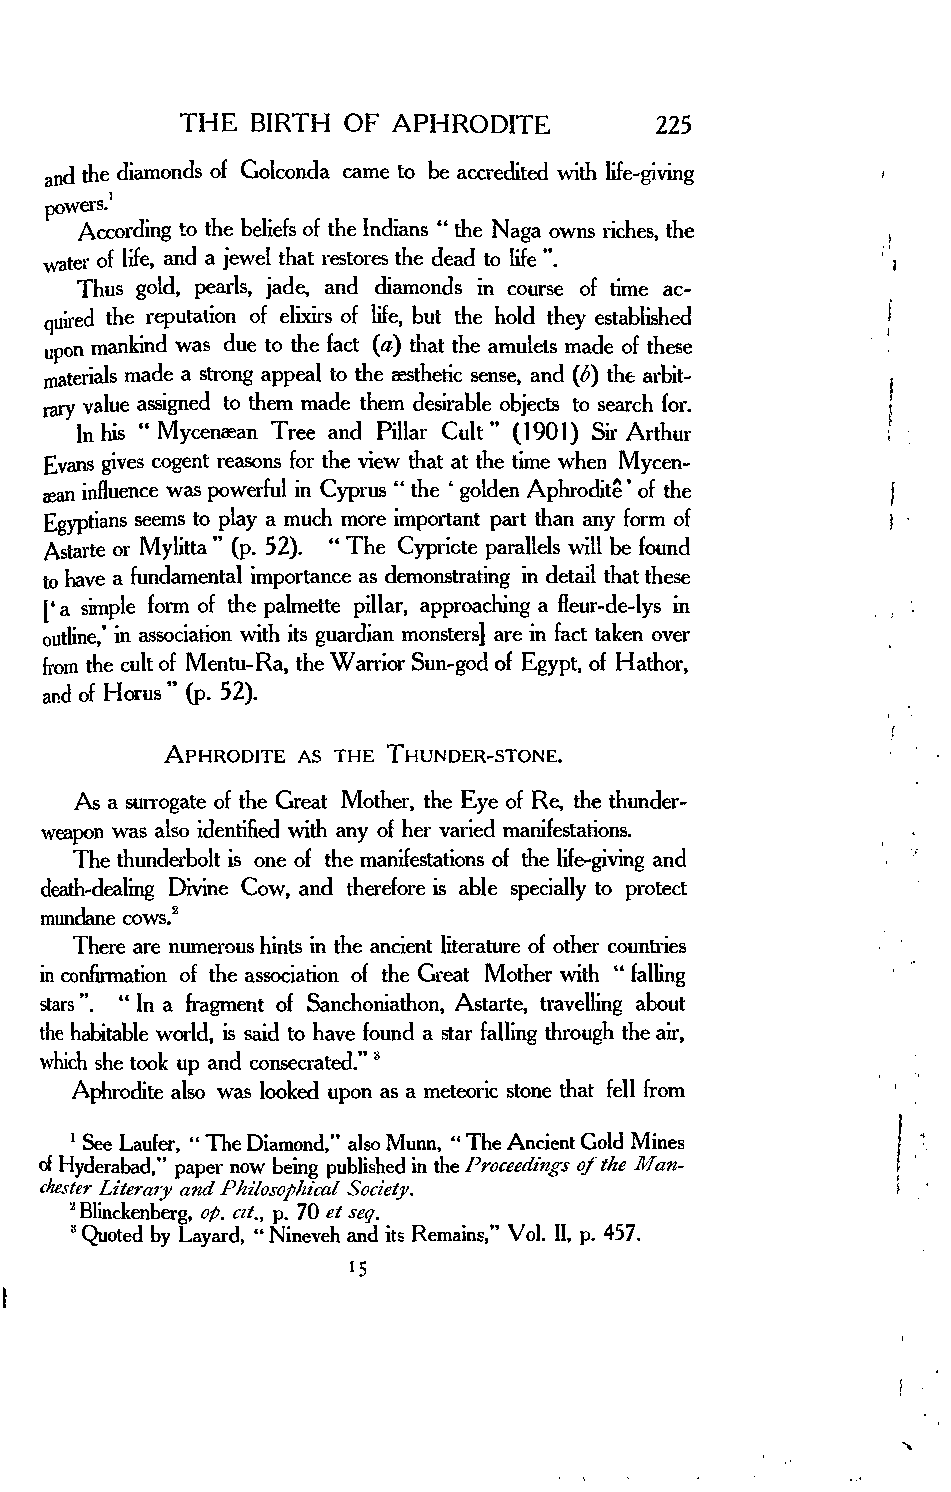 THE BIRTH OF APHRODITE 225
and the diamonds of Golconda came to be accredited with life-giving
powers.¹
According to the beliefs of the Indians “ the Naga owns riches, the
water of life, and a jewel that restores the dead to life ”.
Thus gold, pearls, jade, and diamonds in course of time ac-
quired the reputation of elixirs of life, but the hold they established
upon mankind was due to the fact (a) that the amulets made of these
materials made a strong appeal to the æsthetic sense, and (b) the arbit-
rary value assigned to them made them desirable objects to search for.
In his “ Mycenæan Tree and Pillar Cult ” (1901) Sir Arthur
Evans gives cogent reasons for the view that at the time when Mycen-
æan influence was powerful in Cyprus “ the ‘ golden Aphroditê ’ of the
Egyptians seems to play a much more important part than any form of
Astarte or Mylitta ” (p. 52). “ The Cypriote parallels will be found
to have a fundamental importance as demonstrating in detail that these
[‘ a simple form of the palmette pillar, approaching a fleur-de-lys in
outline,’ in association with its guardian monsters] are in fact taken over
from the cult of Mentu-Ra, the Warrior Sun-god of Egypt, of Hathor,
and of Horus ” (p. 52).
APHRODITE AS THE THUNDER-STONE.
As a surrogate of the Great Mother, the Eye of Re, the thunder-
weapon was also identified with any of her varied manifestations.
The thunderbolt is one of the manifestations of the life-giving and
death-dealing Divine Cow, and therefore is able specially to protect
mundane cows.²
There are numerous hints in the ancient literature of other countries
in confirmation of the association of the Great Mother with “ falling
stars ”. “ In a fragment of Sanchoniathon, Astarte, travelling about
the habitable world, is said to have found a star falling through the air,
which she took up and consecrated.” ³
Aphrodite also was looked upon as a meteoric stone that fell from
¹ See Laufer, “ The Diamond,” also Munn, “ The Ancient Gold Mines
of Hyderabad,” paper now being published in the Proceedings of the Man-
chester Literary and Philosophical Society.
² Blinckenberg, op. cit., p. 70 et seq.
³ Quoted by Layard, “ Nineveh and its Remains,” Vol. II, p. 457.
15